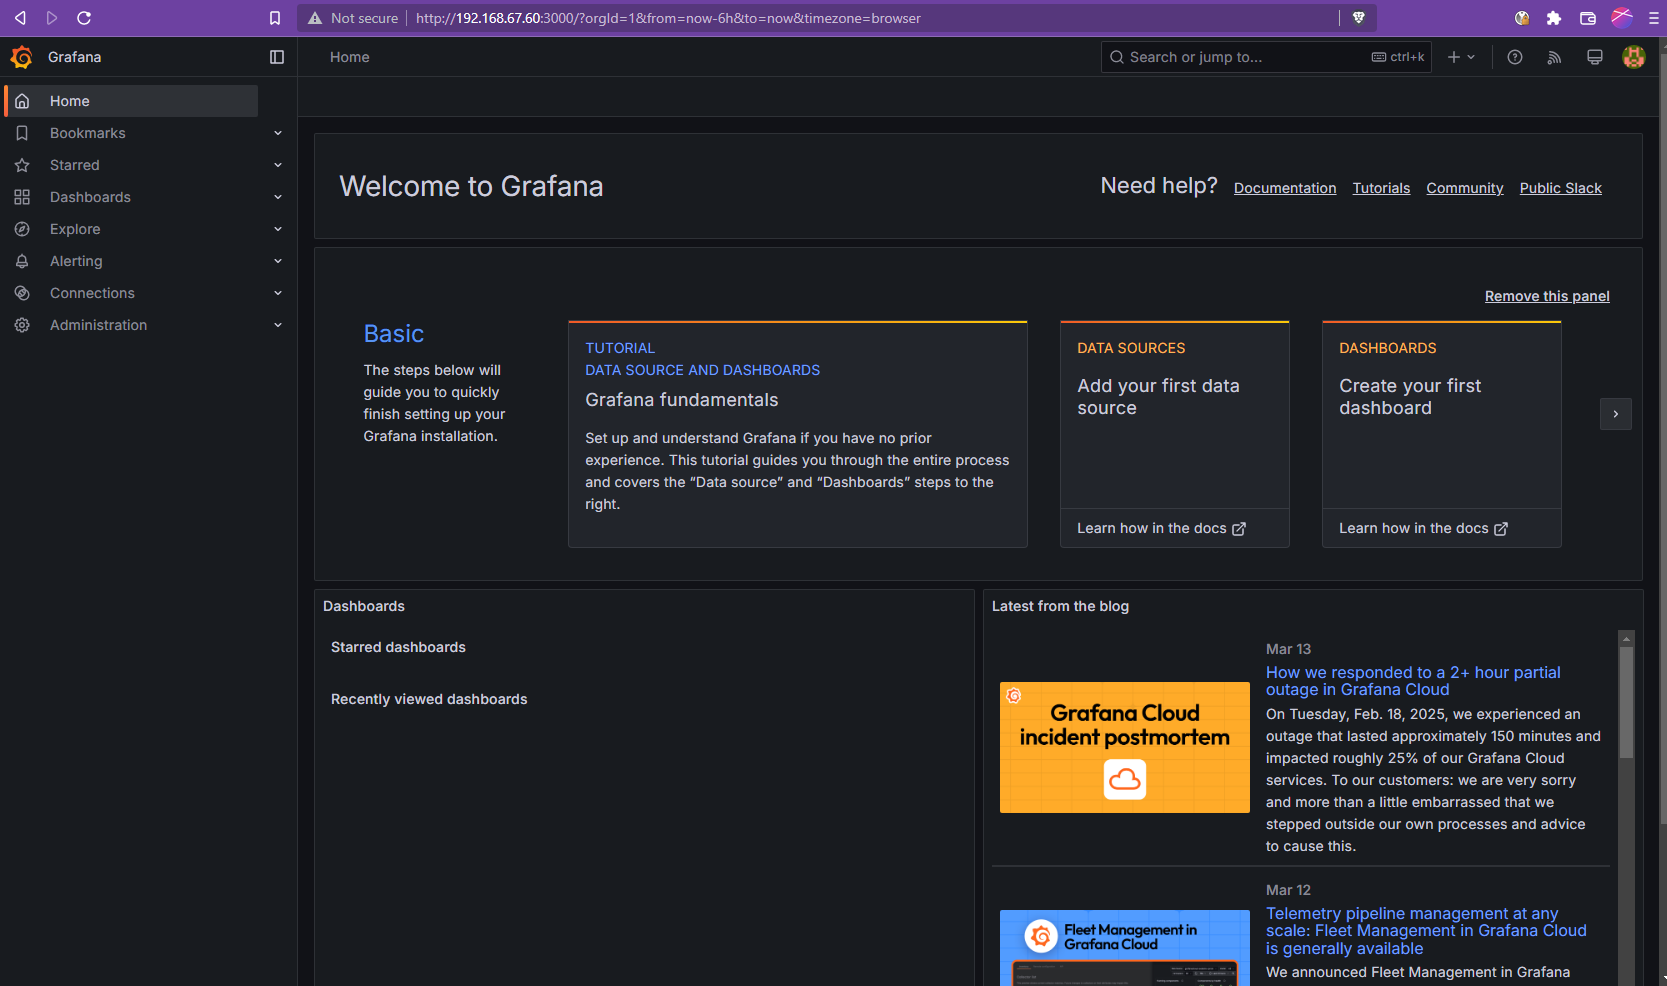 Not secure
http://192.168.67.60:3000/?orgId=1&from=now-6h&to=now&timezone=browser
Grafana
Home
Search or jump to...
ctrl+k
Home
Bookmarks
Starred
Dashboards
Explore
Alerting
Connections
Administration
Welcome to Grafana
Need help?
Documentation
Tutorials
Community
Public Slack
Remove this panel
Basic
The steps below will
guide you to quickly
finish setting up your
Grafana installation.
TUTORIAL
DATA SOURCE AND DASHBOARDS
Grafana fundamentals
Set up and understand Grafana if you have no prior
experience. This tutorial guides you through the entire process
and covers the “Data source” and “Dashboards” steps to the
right.
DATA SOURCES
Add your first data
source
Learn how in the docs
DASHBOARDS
Create your first
dashboard
Learn how in the docs
Dashboards
Starred dashboards
Recently viewed dashboards
Latest from the blog
Grafana Cloud
incident postmortem
Mar 13
How we responded to a 2+ hour partial
outage in Grafana Cloud
On Tuesday, Feb. 18, 2025, we experienced an
outage that lasted approximately 150 minutes and
impacted roughly 25% of our Grafana Cloud
services. To our customers: we are very sorry
and more than a little embarrassed that we
stepped outside our own processes and advice
to cause this.
Fleet Management in
Grafana Cloud
Mar 12
Telemetry pipeline management at any
scale: Fleet Management in Grafana Cloud
is generally available
We announced Fleet Management in Grafana